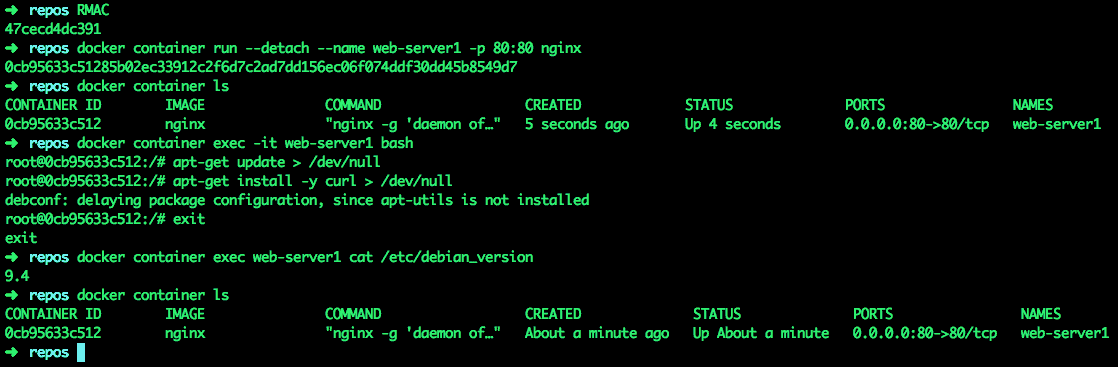 ➜ repos RMAC
47cecd4dc391
➜ repos docker container run --detach --name web-server1 -p 80:80 nginx
0cb95633c51285b02ec33912c2f6d7c2ad7dd156ec06f074ddf30dd45b8549d7
➜ repos docker container ls
CONTAINER ID IMAGE COMMAND CREATED STATUS PORTS NAMES
0cb95633c512 nginx "nginx -g 'daemon of…" 5 seconds ago Up 4 seconds 0.0.0.0:80->80/tcp web-server1
➜ repos docker container exec -it web-server1 bash
root@0cb95633c512:/# apt-get update > /dev/null
root@0cb95633c512:/# apt-get install -y curl > /dev/null
debconf: delaying package configuration, since apt-utils is not installed
root@0cb95633c512:/# exit
exit
➜ repos docker container exec web-server1 cat /etc/debian_version
9.4
➜ repos docker container ls
CONTAINER ID IMAGE COMMAND CREATED STATUS PORTS NAMES
0cb95633c512 nginx "nginx -g 'daemon of…" About a minute ago Up About a minute 0.0.0.0:80->80/tcp web-server1
➜ repos